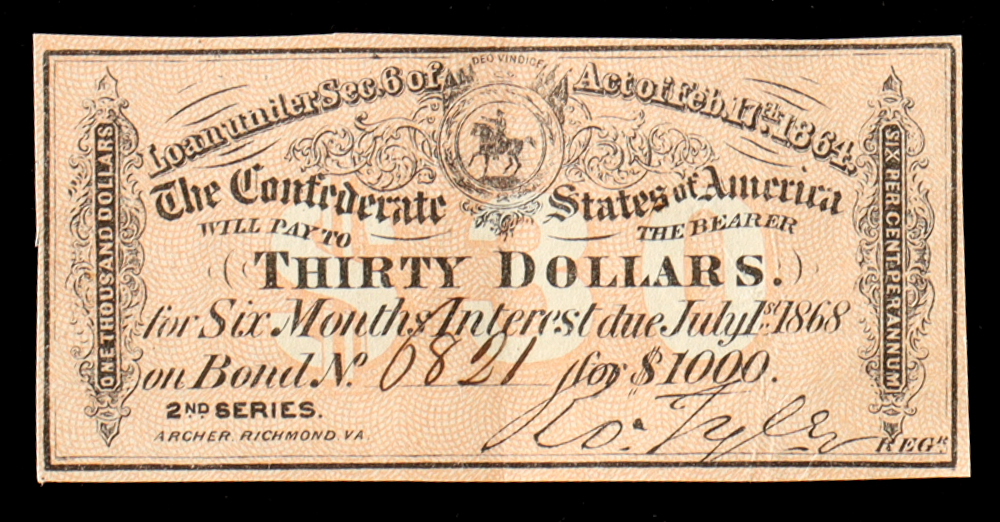 DEO VINDICE
Loan under Sec. 6 of Act of Feb. 17th 1864.
The Confederate States of America
WILL PAY TO THE BEARER
$30
THIRTY DOLLARS.
for Six Months Interest due July 1st 1868
on Bond No. 0821 for $1000.
2ND SERIES.
Ro. Tyler
ARCHER. RICHMOND VA.
REGR.
ONE THOUSAND DOLLARS
SIX PER CENT PER ANNUM